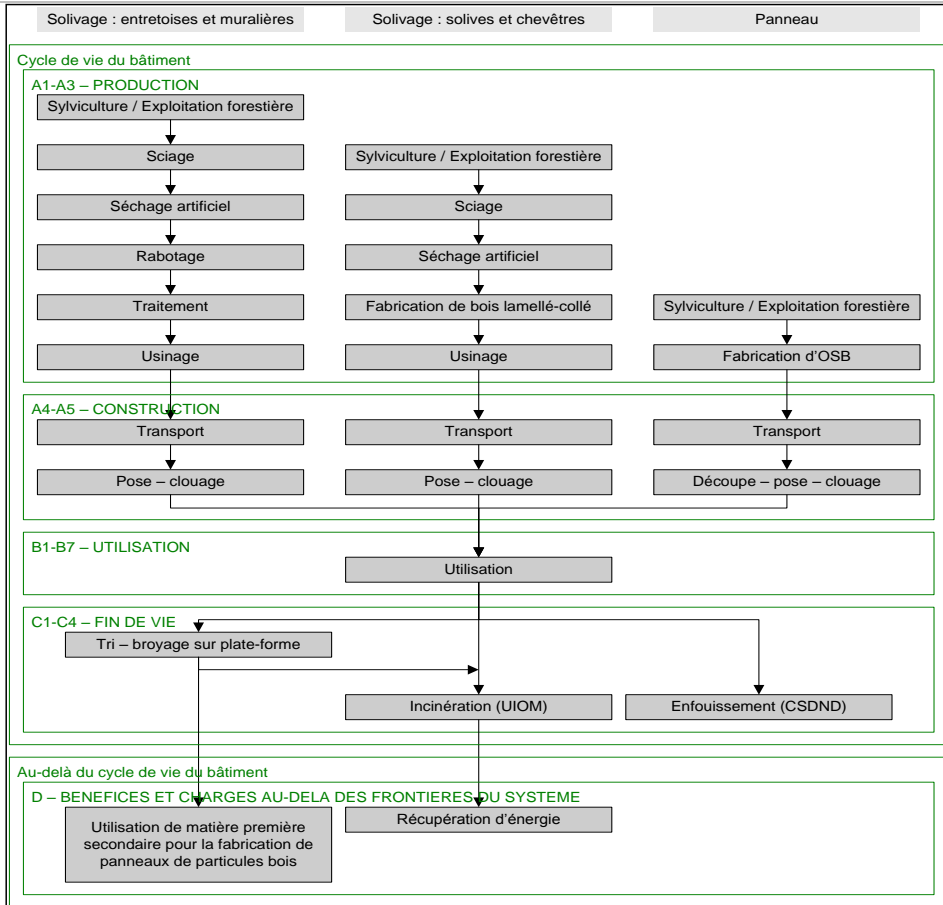 Solivage : entretoises et muralières
Solivage : solives et chevêtres
Panneau
Cycle de vie du bâtiment
A1-A3 – PRODUCTION
Sylviculture / Exploitation forestière
Sciage
Sylviculture / Exploitation forestière
Séchage artificiel
Sciage
Rabotage
Séchage artificiel
Traitement
Fabrication de bois lamellé-collé
Sylviculture / Exploitation forestière
Usinage
Usinage
Fabrication d'OSB
A4-A5 – CONSTRUCTION
Transport
Transport
Transport
Pose – clouage
Pose – clouage
Découpe – pose – clouage
B1-B7 – UTILISATION
Utilisation
C1-C4 – FIN DE VIE
Tri – broyage sur plate-forme
Incinération (UIOM)
Enfouissement (CSDND)
Au-delà du cycle de vie du bâtiment
D – BENEFICES ET CHARGES AU-DELA DES FRONTIERES DU SYSTEME
Utilisation de matière première
secondaire pour la fabrication de
panneaux de particules bois
Récupération d'énergie